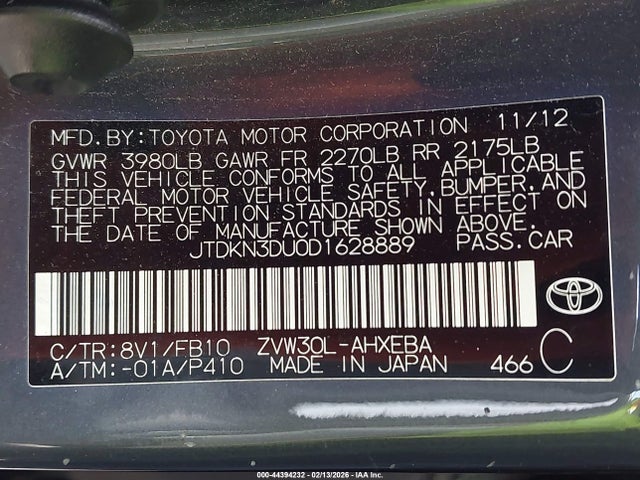 MFD.BY:TOYOTA MOTOR CORPORATION 11/12
GVWR 3980LB GAWR FR 2270LB RR 2175LB
THIS VEHICLE CONFORMS TO ALL APPLICABLE
FEDERAL MOTOR VEHICLE SAFETY,BUMPER,AND
THEFT PREVENTION STANDARDS IN EFFECT ON
THE DATE OF MANUFACTURE SHOWN ABOVE.
JTDKN3DU0D1628889 PASS.CAR
C/TR:8V1/FB10 ZVW30L-AHXEBA
A/TM:-01A/P410 MADE IN JAPAN 466 C
000-44394232 - 02/13/2026 - IAA Inc.